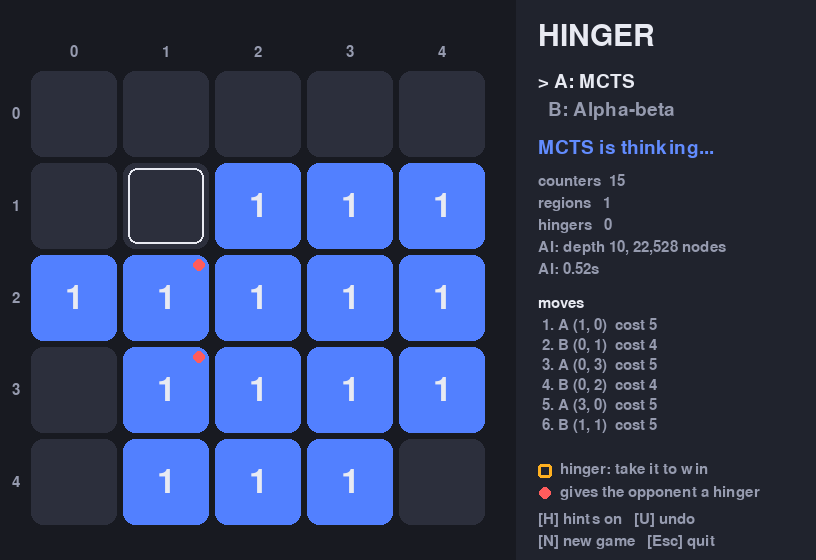 HINGER
0 1 2 3 4
> A: MCTS
B: Alpha-beta
0
MCTS is thinking...
counters 15
1 1 1 1
regions 1
hingers 0
AI: depth 10, 22,528 nodes
AI: 0.52s
2 1 1 1 1 1
moves
1. A (1, 0) cost 5
2. B (0, 1) cost 4
3. A (0, 3) cost 5
3 1 1 1 1
4. B (0, 2) cost 4
5. A (3, 0) cost 5
6. B (1, 1) cost 5
hinger: take it to win
4 1 1 1
gives the opponent a hinger
[H] hints on [U] undo
[N] new game [Esc] quit